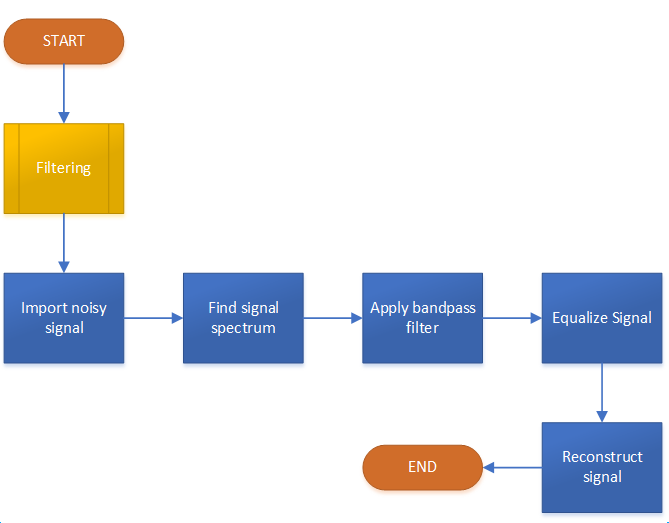 START
Filtering
Import noisy
signal
Find signal
spectrum
Apply bandpass
filter
Equalize Signal
Reconstruct
signal
END